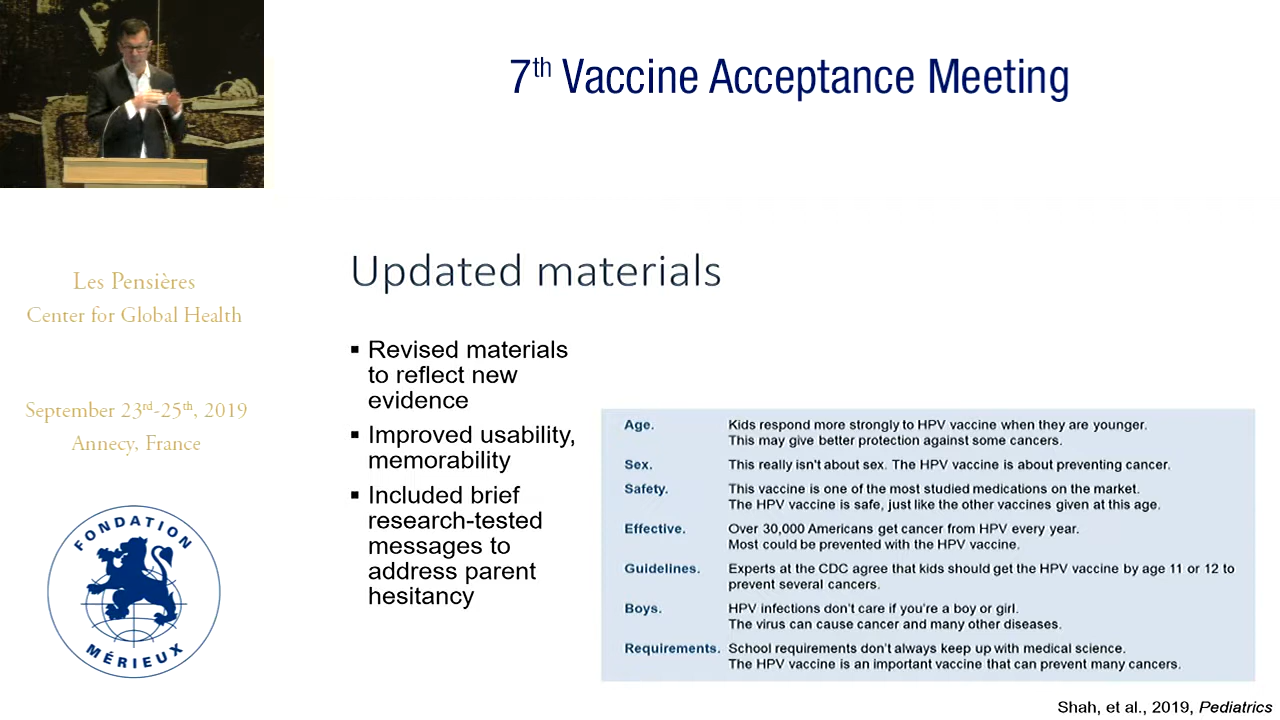 7th Vaccine Acceptance Meeting
Les Pensières
Center for Global Health
September 23rd-25th, 2019
Annecy, France
FONDATION
MÉRIEUX
Updated materials
▪ Revised materials
to reflect new
evidence
▪ Improved usability,
memorability
▪ Included brief
research-tested
messages to
address parent
hesitancy
Age. Kids respond more strongly to HPV vaccine when they are younger.
This may give better protection against some cancers.
Sex. This really isn't about sex. The HPV vaccine is about preventing cancer.
Safety. This vaccine is one of the most studied medications on the market.
The HPV vaccine is safe, just like the other vaccines given at this age.
Effective. Over 30,000 Americans get cancer from HPV every year.
Most could be prevented with the HPV vaccine.
Guidelines. Experts at the CDC agree that kids should get the HPV vaccine by age 11 or 12 to
prevent several cancers.
Boys. HPV infections don't care if you're a boy or girl.
The virus can cause cancer and many other diseases.
Requirements. School requirements don't always keep up with medical science.
The HPV vaccine is an important vaccine that can prevent many cancers.
Shah, et al., 2019, Pediatrics